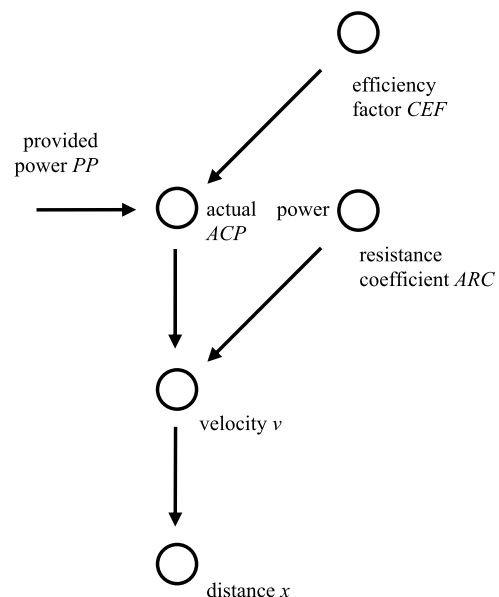 efficiency
factor CEF
provided
power PP
actual power
ACP
resistance
coefficient ARC
velocity v
distance x